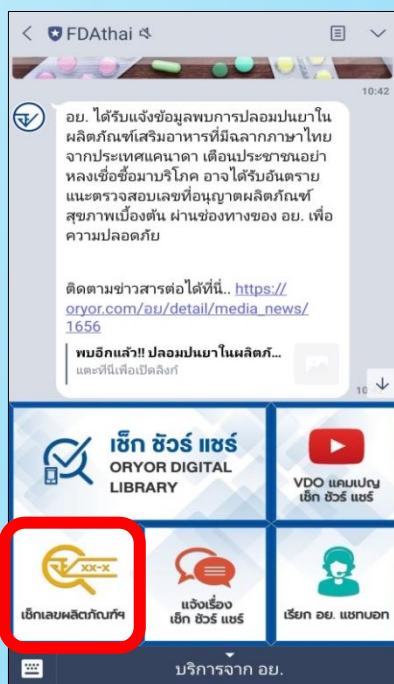 FDAthai
10:42
อย. ได้รับแจ้งข้อมูลพบการปลอมปนยาใน
ผลิตภัณฑ์เสริมอาหารที่มีฉลากภาษาไทย
จากประเทศแคนาดา เตือนประชาชนอย่า
หลงเชื่อซื้อมาบริโภค อาจได้รับอันตราย
แนะตรวจสอบเลขที่อนุญาตผลิตภัณฑ์
สุขภาพเบื้องต้น ผ่านช่องทางของ อย. เพื่อ
ความปลอดภัย
ติดตามข่าวสารต่อได้ที่นี่.. https://
oryor.com/อย/detail/media_news/
1656
พบอีกแล้ว!! ปลอมปนยาในผลิตภั...
แตะที่นี่เพื่อเปิดลิงก์
เช็ก ชัวร์ แชร์
ORYOR DIGITAL
LIBRARY
VDO แคมเปญ
เช็ก ชัวร์ แชร์
XX-X
เช็กเลขผลิตภัณฑ์ฯ
แจ้งเรื่อง
เช็ก ชัวร์ แชร์
เรียก อย. แชทบอท
บริการจาก อย.